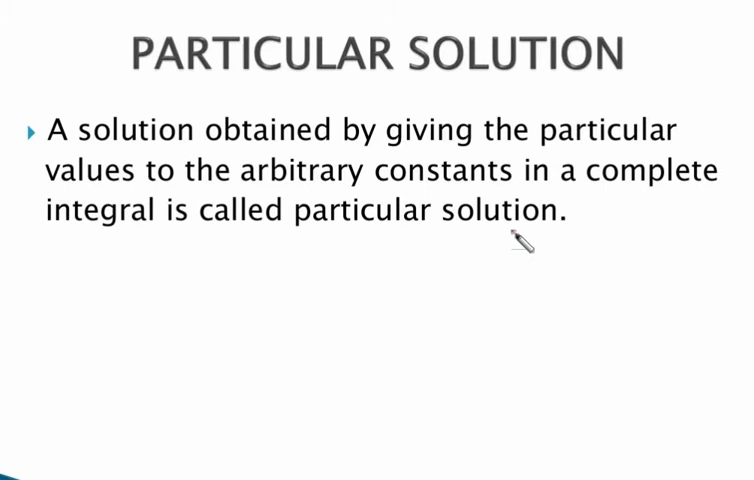 PARTICULAR SOLUTION
A solution obtained by giving the particular
values to the arbitrary constants in a complete
integral is called particular solution.